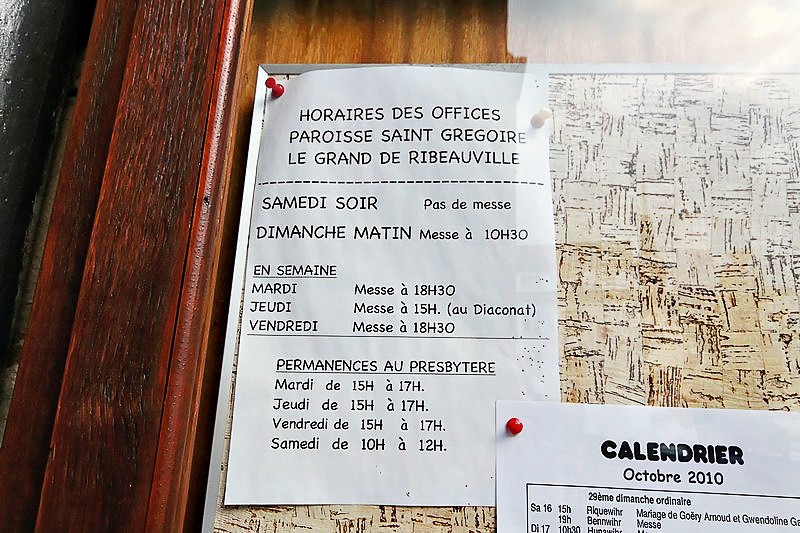 HORAIRES DES OFFICES
PAROISSE SAINT GREGOIRE
LE GRAND DE RIBEAUVILLE
SAMEDI SOIR Pas de messe
DIMANCHE MATIN Messe à 10H30
EN SEMAINE
MARDI Messe à 18H30
JEUDI Messe à 15H. (au Diaconat)
VENDREDI Messe à 18H30
PERMANENCES AU PRESBYTERE
Mardi de 15H à 17H.
Jeudi de 15H à 17H.
Vendredi de 15H à 17H.
Samedi de 10H à 12H.
CALENDRIER
Octobre 2010
29ème dimanche ordinaire
Sa 16 15h Riquewihr Mariage de Goëry Arnoud et Gwendoline
19h Bennwihr Messe
Di 17 10h30 Hunawihr Messe